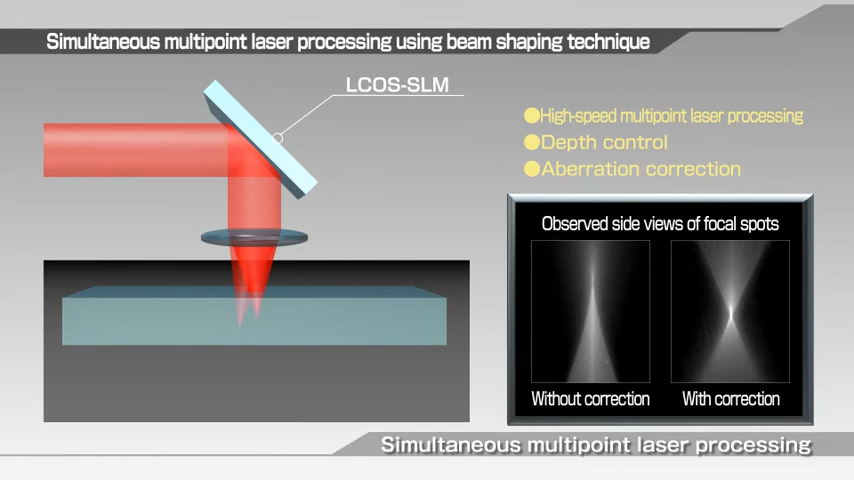 Simultaneous multipoint laser processing using beam shaping technique
LCOS-SLM
●High-speed multipoint laser processing
●Depth control
●Aberration correction
Observed side views of focal spots
Without correction
With correction
Simultaneous multipoint laser processing